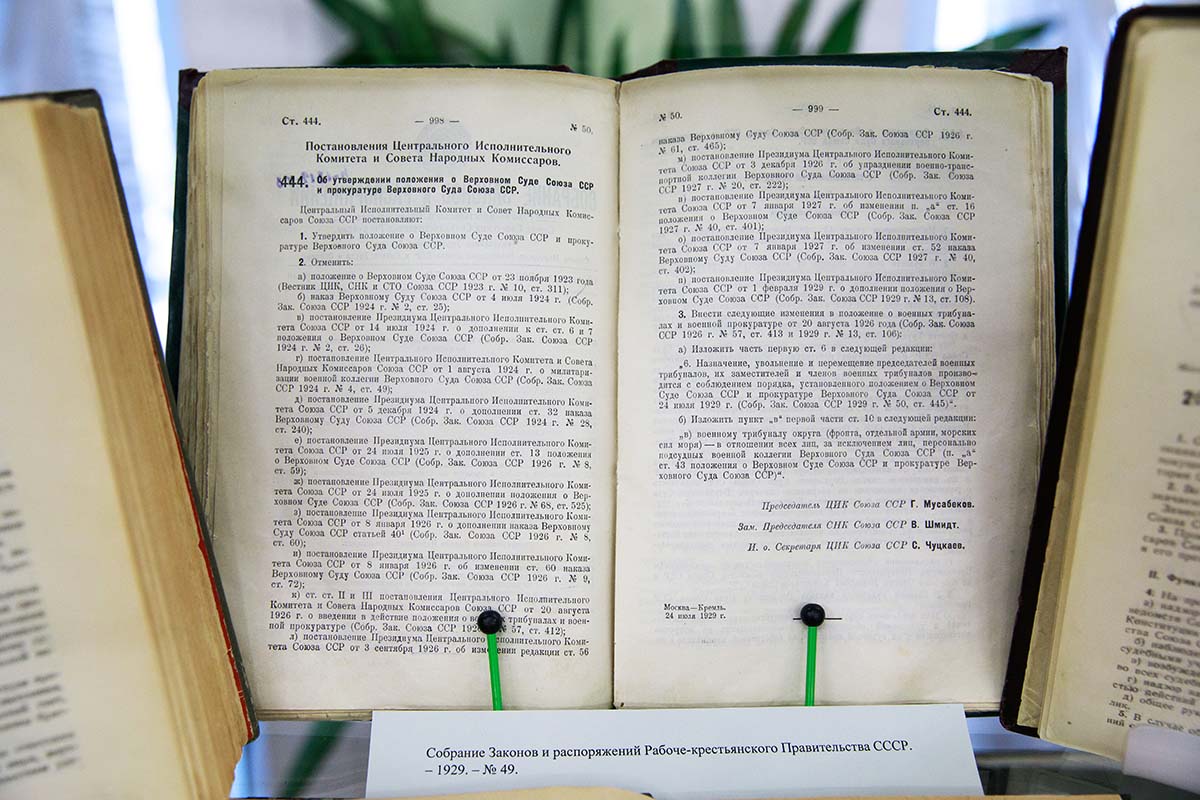 Ст. 444.
— 998 —
№ 50.
Постановления Центрального Исполнительного
Комитета и Совета Народных Комиссаров.
444. Об утверждении положения о Верховном Суде Союза ССР
и прокуратуре Верховного Суда Союза ССР.
Центральный Исполнительный Комитет и Совет Народных Комис-
саров Союза ССР постановляют:
1. Утвердить положение о Верховном Суде Союза ССР и проку-
ратуре Верховного Суда Союза ССР.
2. Отменить:
а) положение о Верховном Суде Союза ССР от 23 ноября 1923 года
(Вестник ЦИК, СНК и СТО Союза ССР 1923 г. № 10, ст. 311);
б) наказ Верховному Суду Союза ССР от 4 июля 1924 г. (Собр.
Зак. Союза ССР 1924 г. № 2, ст. 25);
в) постановление Президиума Центрального Исполнительного Коми-
тета Союза ССР от 14 июля 1924 г. о дополнении к ст. ст. 6 и 7
положения о Верховном Суде Союза ССР (Собр. Зак. Союза ССР
1924 г. № 2, ст. 26);
г) постановление Центрального Исполнительного Комитета и Совета
Народных Комиссаров Союза ССР от 1 августа 1924 г. о милитари-
зации военной коллегии Верховного Суда Союза ССР (Собр. Зак. Союза
ССР 1924 г. № 4, ст. 49);
д) постановление Президиума Центрального Исполнительного Коми-
тета Союза ССР от 5 декабря 1924 г. о дополнении ст. 32 наказа
Верховному Суду Союза ССР (Собр. Зак. Союза ССР 1924 г. № 28,
ст. 240);
е) постановление Президиума Центрального Исполнительного Коми-
тета Союза ССР от 24 июля 1925 г. о дополнении ст. 13 положения
о Верховном Суде Союза ССР (Собр. Зак. Союза ССР 1926 г. № 8,
ст. 59);
ж) постановление Президиума Центрального Исполнительного Коми-
тета Союза ССР от 24 июля 1925 г. о дополнении положения о Вер-
ховном Суде Союза ССР (Собр. Зак. Союза ССР 1926 г. № 68, ст. 525);
з) постановление Президиума Центрального Исполнительного Коми-
тета Союза ССР от 8 января 1926 г. о дополнении наказа Верховному
Суду Союза ССР статьей 40¹ (Собр. Зак. Союза ССР 1926 г. № 8,
ст. 60);
и) постановление Президиума Центрального Исполнительного Коми-
тета Союза ССР от 8 января 1926 г. об изменении ст. 60 наказа
Верховному Суду Союза ССР (Собр. Зак. Союза ССР 1926 г. № 9,
ст. 72);
к) ст. ст. II и III постановления Центрального Исполнительного
Комитета и Совета Народных Комиссаров Союза ССР от 20 августа
1926 г. о введении в действие положения о трибуналах и воен-
ной прокуратуре (Собр. Зак. Союза ССР № 57, ст. 412);
л) постановление Президиума Центрального Исполнительного Коми-
тета Союза ССР от 3 сентября 1926 г. об изменении редакции ст. 56
№ 50.
— 999 —
Ст. 444.
наказа Верховному Суду Союза ССР (Собр. Зак. Союза ССР 1926 г.
№ 61, ст. 465);
м) постановление Президиума Центрального Исполнительного Коми-
тета Союза ССР от 3 декабря 1926 г. об упразднении военно-транс-
портной коллегии Верховного Суда Союза ССР (Собр. Зак. Союза
ССР 1927 г. № 20, ст. 222);
н) постановление Президиума Центрального Исполнительного Коми-
тета Союза ССР от 7 января 1927 г. об изменении п. „а“ ст. 16
положения о Верховном Суде Союза ССР (Собр. Зак. Союза ССР
1927 г. № 40, ст. 401);
о) постановление Президиума Центрального Исполнительного Коми-
тета Союза ССР от 7 января 1927 г. об изменении ст. 52 наказа
Верховному Суду Союза ССР (Собр. Зак. Союза ССР 1927 г. № 40,
ст. 402);
п) постановление Президиума Центрального Исполнительного Коми-
тета Союза ССР от 1 февраля 1929 г. о дополнении положения о Вер-
ховном Суде Союза ССР (Собр. Зак. Союза ССР 1929 г. № 13, ст. 108).
3. Внести следующие изменения в положение о военных трибуна-
лах и военной прокуратуре от 20 августа 1926 года (Собр. Зак. Союза
ССР 1926 г. № 57, 413 и 1929 г. № 13, ст. 106):
а) Изложить часть первую ст. 6 в следующей редакции:
„6. Назначение, увольнение и перемещение председателей военных
трибуналов, их заместителей и членов военных трибуналов производ-
дятся с соблюдением порядка, установленного положением о Верховном
Суде Союза ССР и прокуратуре Верховного Суда Союза ССР от
24 июля 1929 г. (Собр. Зак. Союза ССР 1929 г. № 50, ст. 445)“.
б) Изложить пункт „в“ первой части ст. 10 в следующей редакции:
„в) военному трибуналу округа (фронта, отдельной армии, морских
сил моря) — в отношении всех лиц, за исключением лиц, персонально
подсудных военной коллегии Верховного Суда Союза ССР (п. „а“
ст. 43 положения о Верховном Суде Союза ССР и прокуратуре Вер-
ховного Суда Союза ССР)“.
Председатель ЦИК Союза ССР Г. Мусабеков.
Зам. Председателя СНК Союза ССР В. Шмидт.
И. о. Секретаря ЦИК Союза ССР С. Чуцкаев.
Москва—Кремль.
24 июля 1929 г.
Собрание Законов и распоряжений Рабоче-крестьянского Правительства СССР.
– 1929. – № 49.